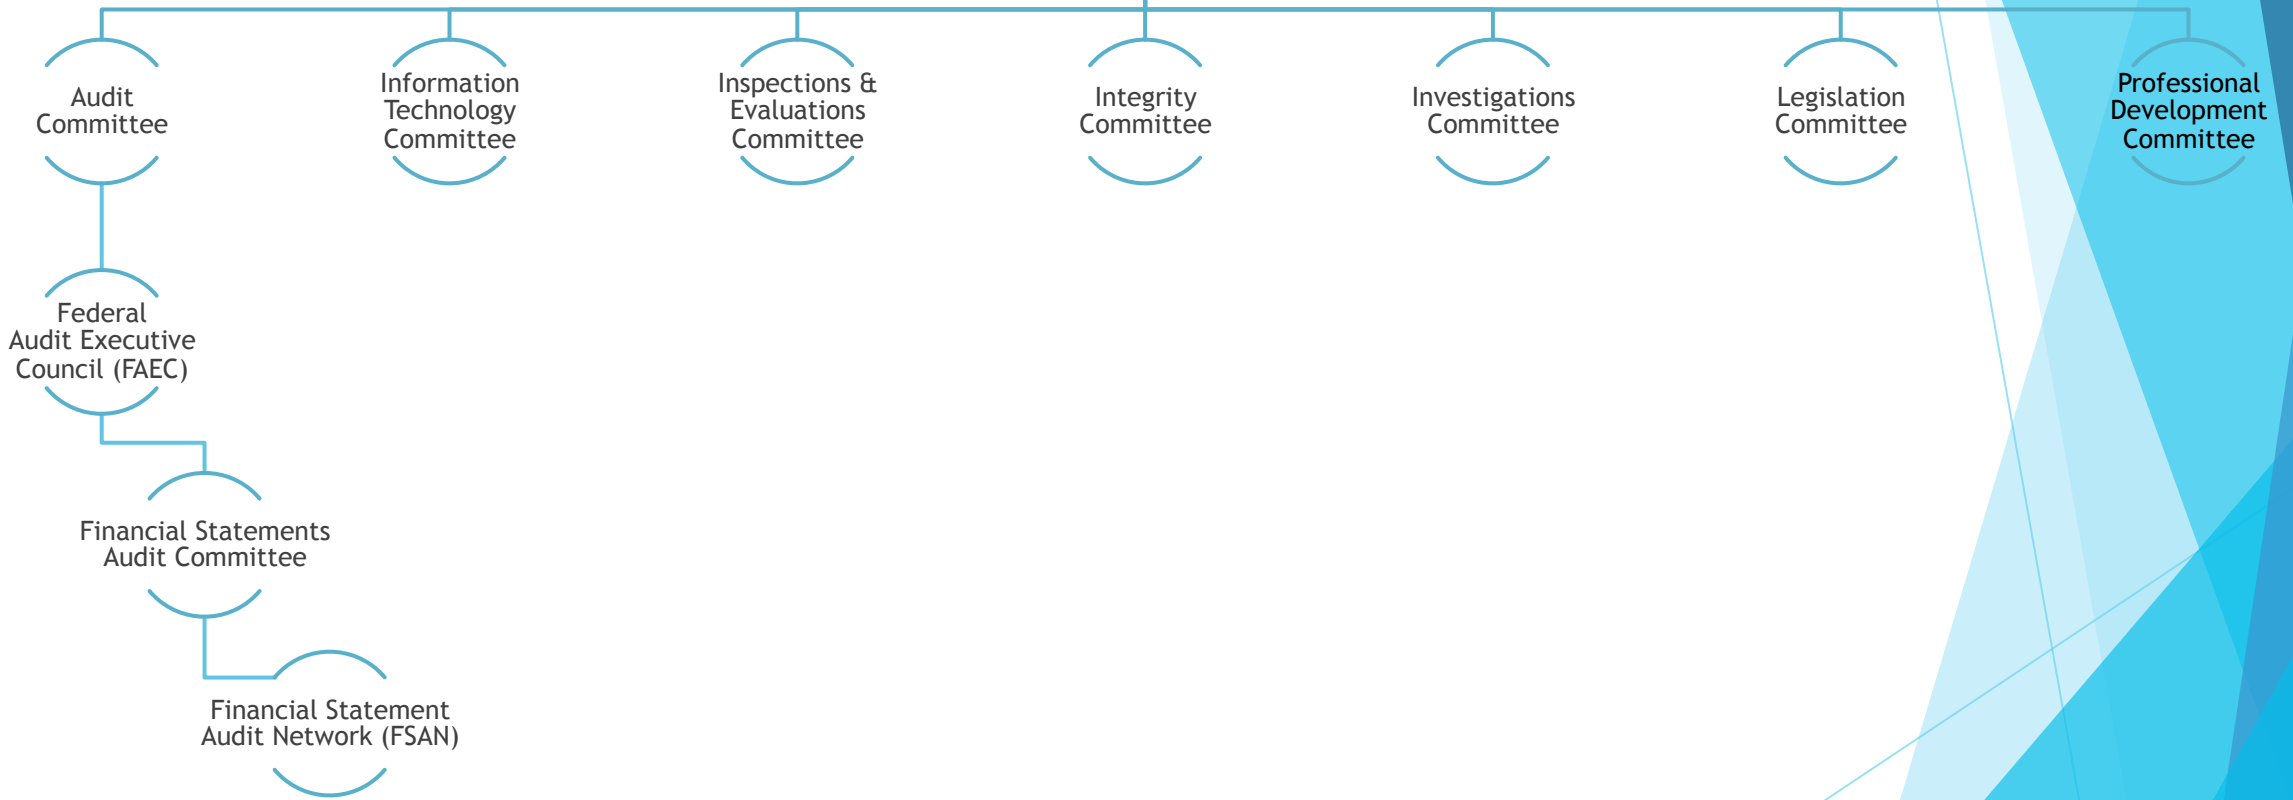 Audit
Committee
Information
Technology
Committee
Inspections &
Evaluations
Committee
Integrity
Committee
Investigations
Committee
Legislation
Committee
Professional
Development
Committee
Federal
Audit Executive
Council (FAEC)
Financial Statements
Audit Committee
Financial Statement
Audit Network (FSAN)